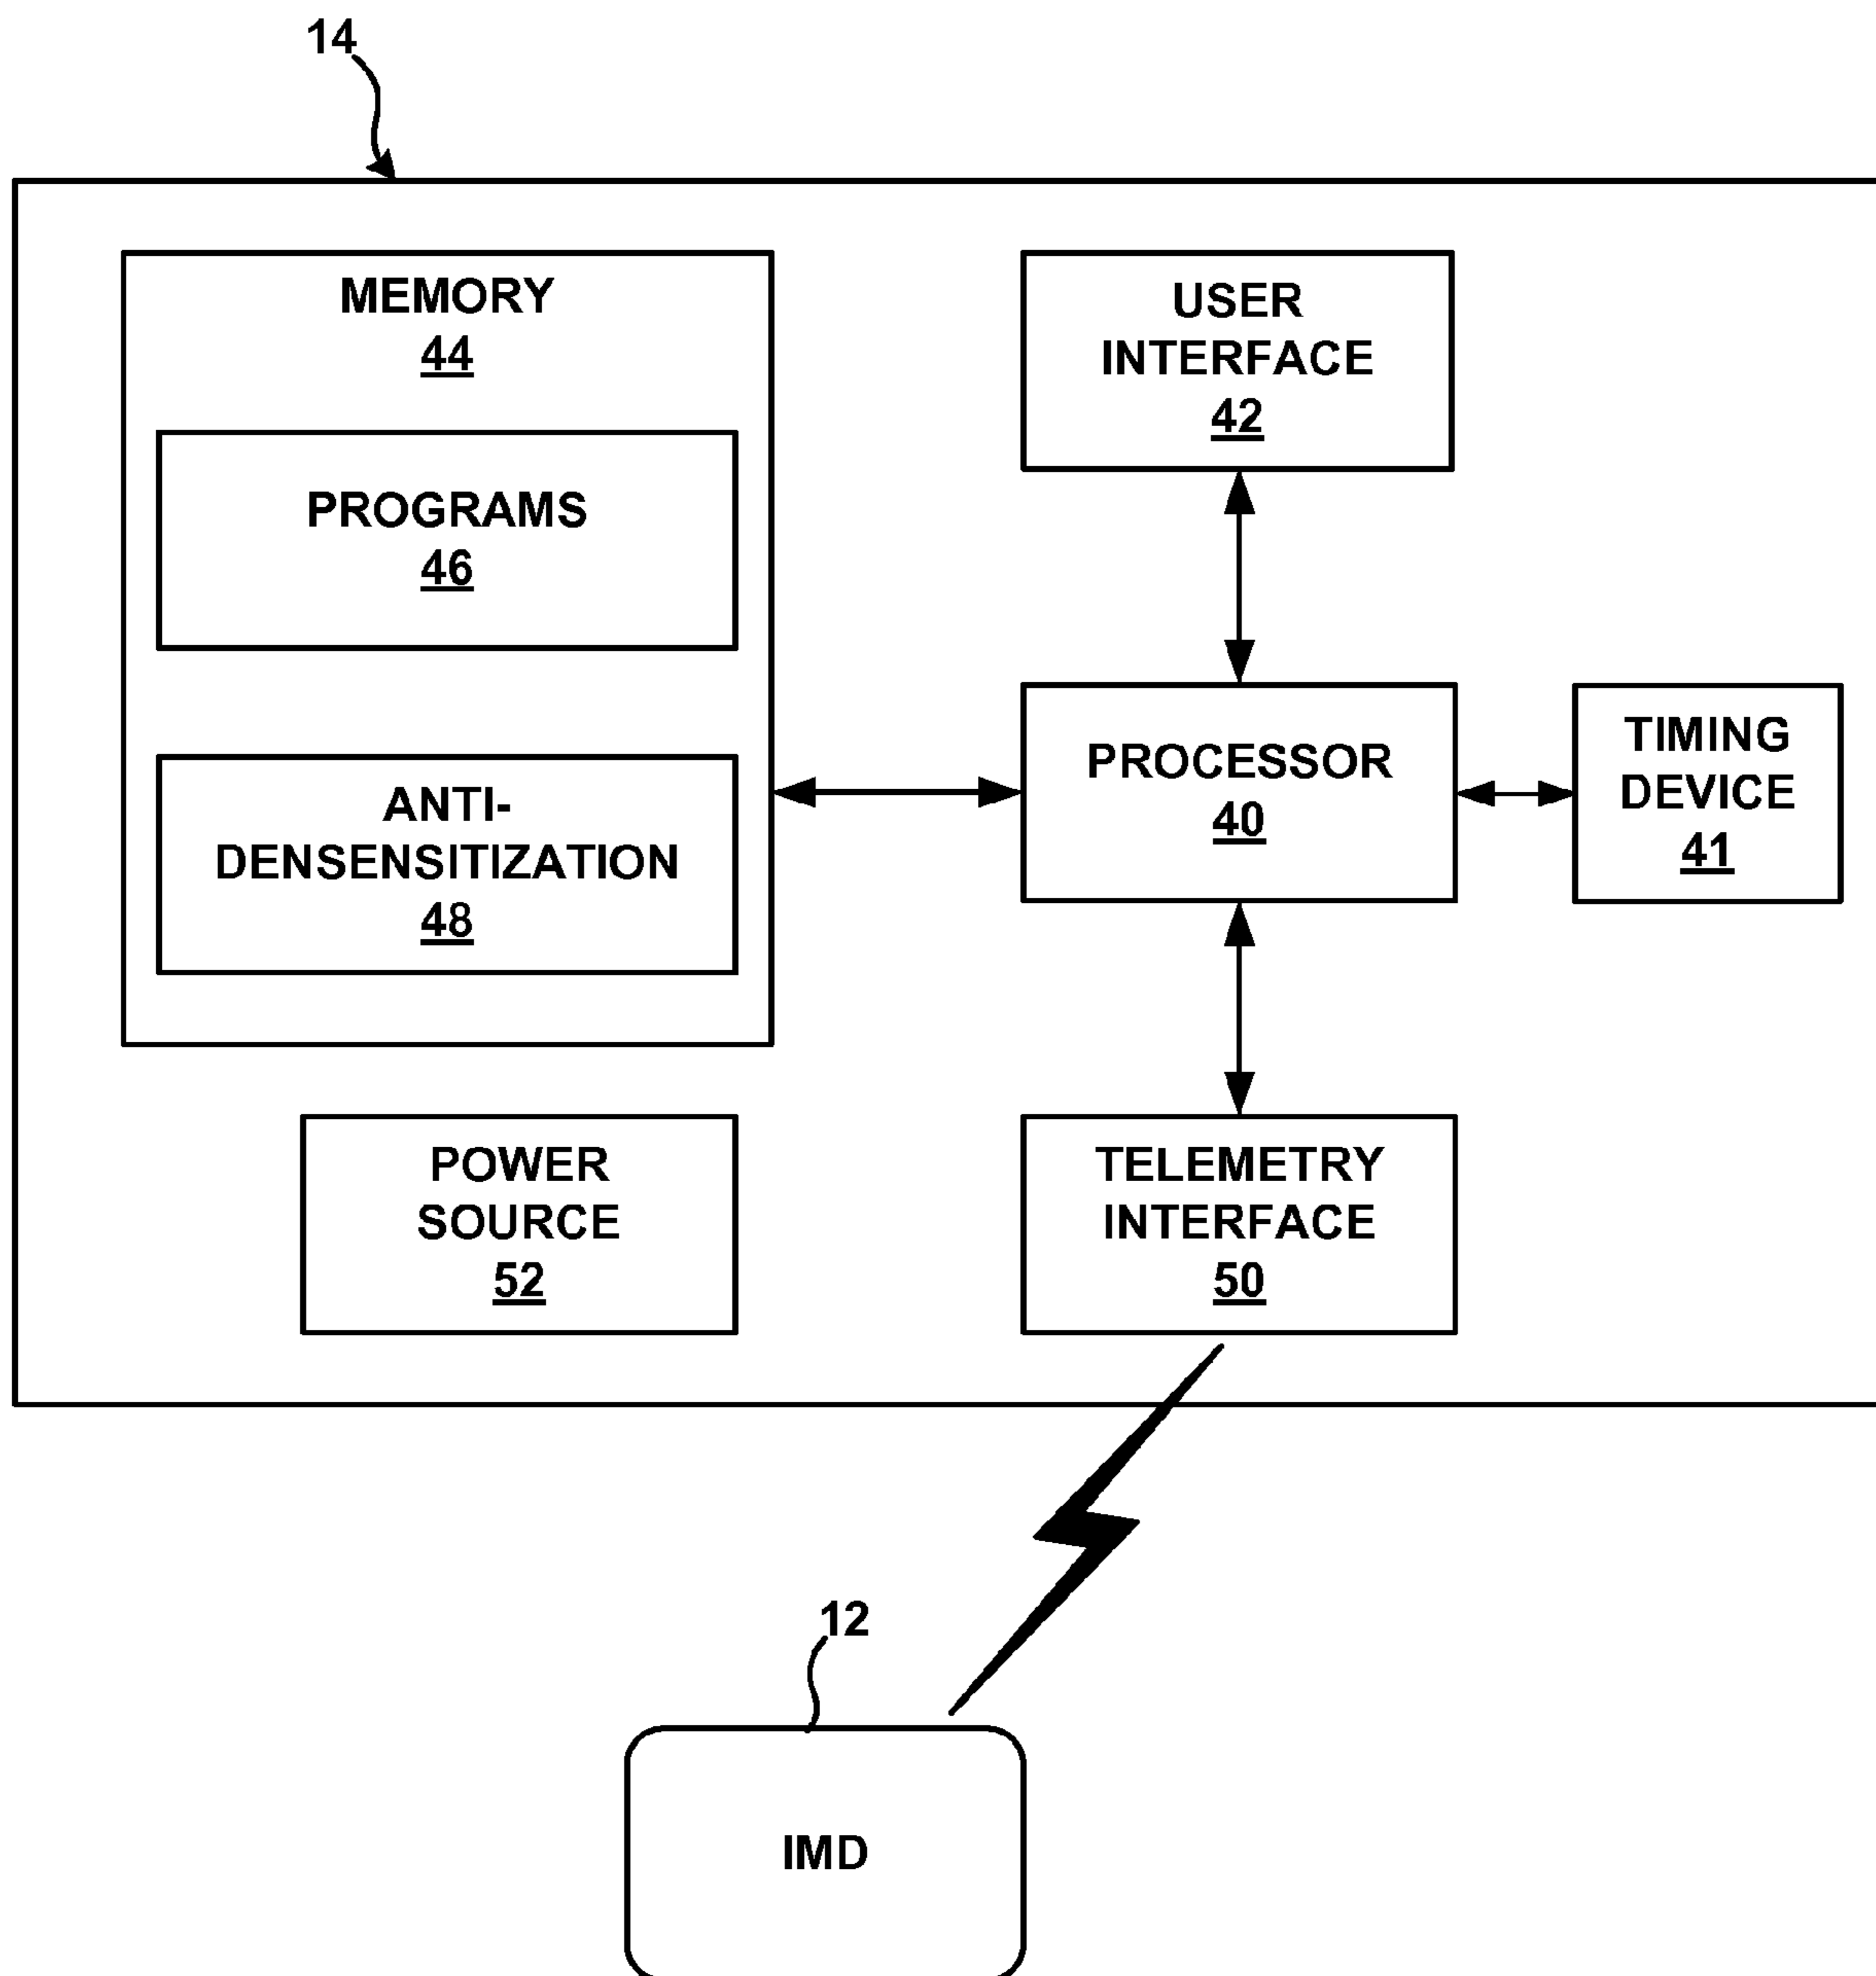 14
MEMORY
44
PROGRAMS
46
ANTI-
DENSENSITIZATION
48
USER
INTERFACE
42
PROCESSOR
40
TIMING
DEVICE
41
POWER
SOURCE
52
TELEMETRY
INTERFACE
50
12
IMD